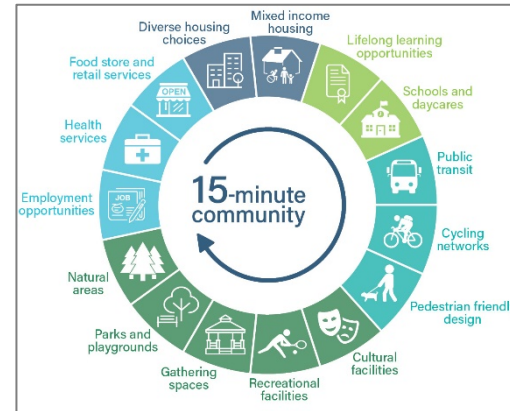 Mixed income
housing
Lifelong learning
opportunities
Schools and
daycares
Public
transit
Cycling
networks
Pedestrian friendly
design
Cultural
facilities
Recreational
facilities
Gathering
spaces
Parks and
playgrounds
Natural
areas
Employment
opportunities
Health
services
Food store and
retail services
Diverse housing
choices
OPEN
JOB
15-minute
community